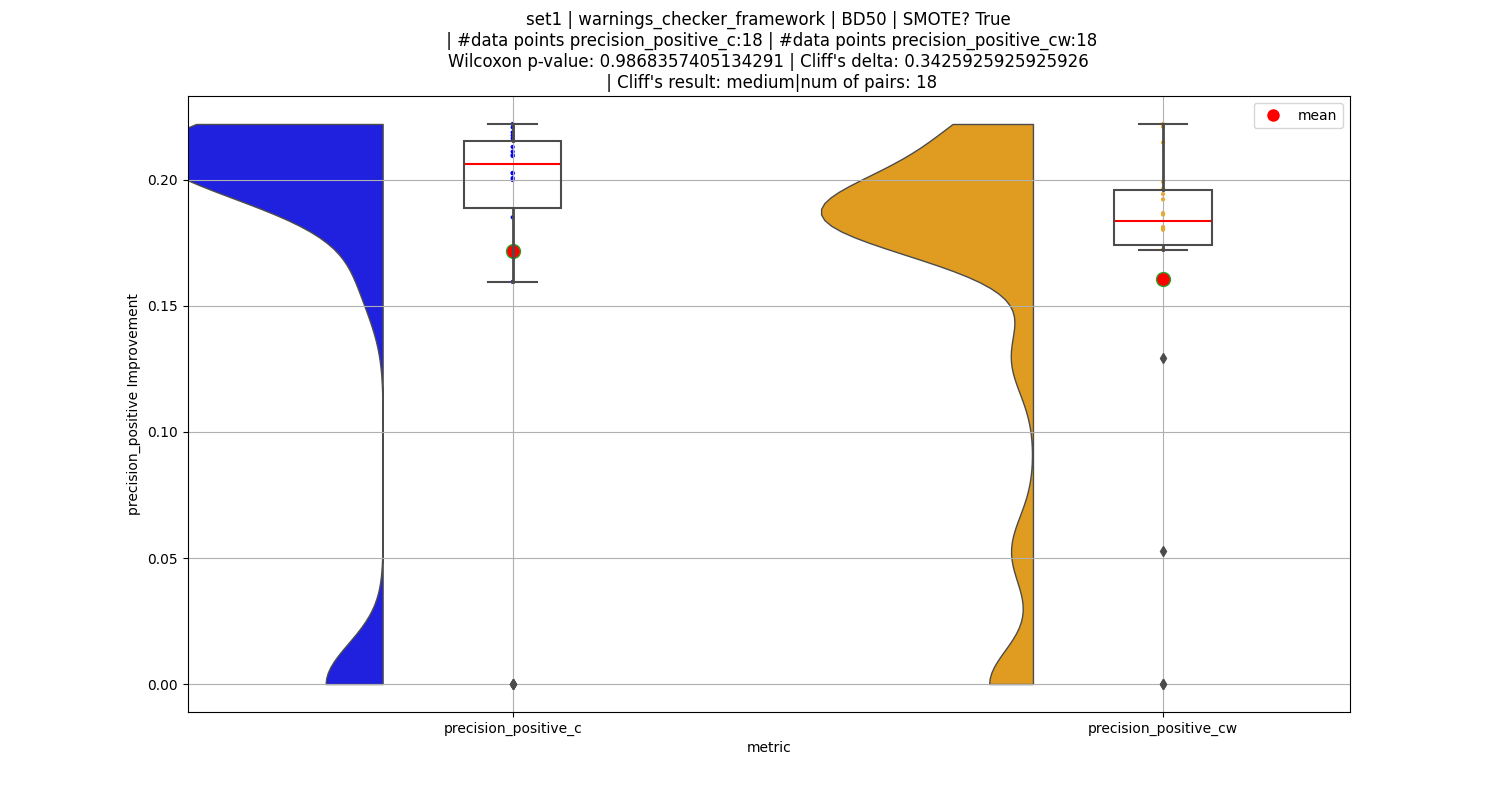 set1 | warnings_checker_framework | BD50 | SMOTE? True
| #data points precision_positive_c:18 | #data points precision_positive_cw:18
Wilcoxon p-value: 0.9868357405134291 | Cliff's delta: 0.3425925925925926
| Cliff's result: medium|num of pairs: 18
mean
precision_positive Improvement
0.20
0.15
0.10
0.05
0.00
precision_positive_c
precision_positive_cw
metric